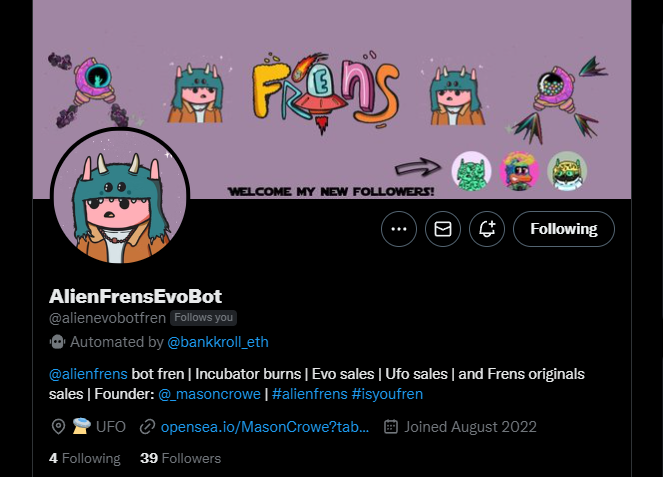 FRENS
WELCOME MY NEW FOLLOWERS!
Following
AlienFrensEvoBot
@alienevobotfren Follows you
Automated by @bankkroll_eth
@alienfrens bot fren | Incubator burns | Evo sales | Ufo sales | and Frens originals
sales | Founder: @_masoncrowe | #alienfrens #isyoufren
UFO opensea.io/MasonCrowe?tab... Joined August 2022
4 Following 39 Followers